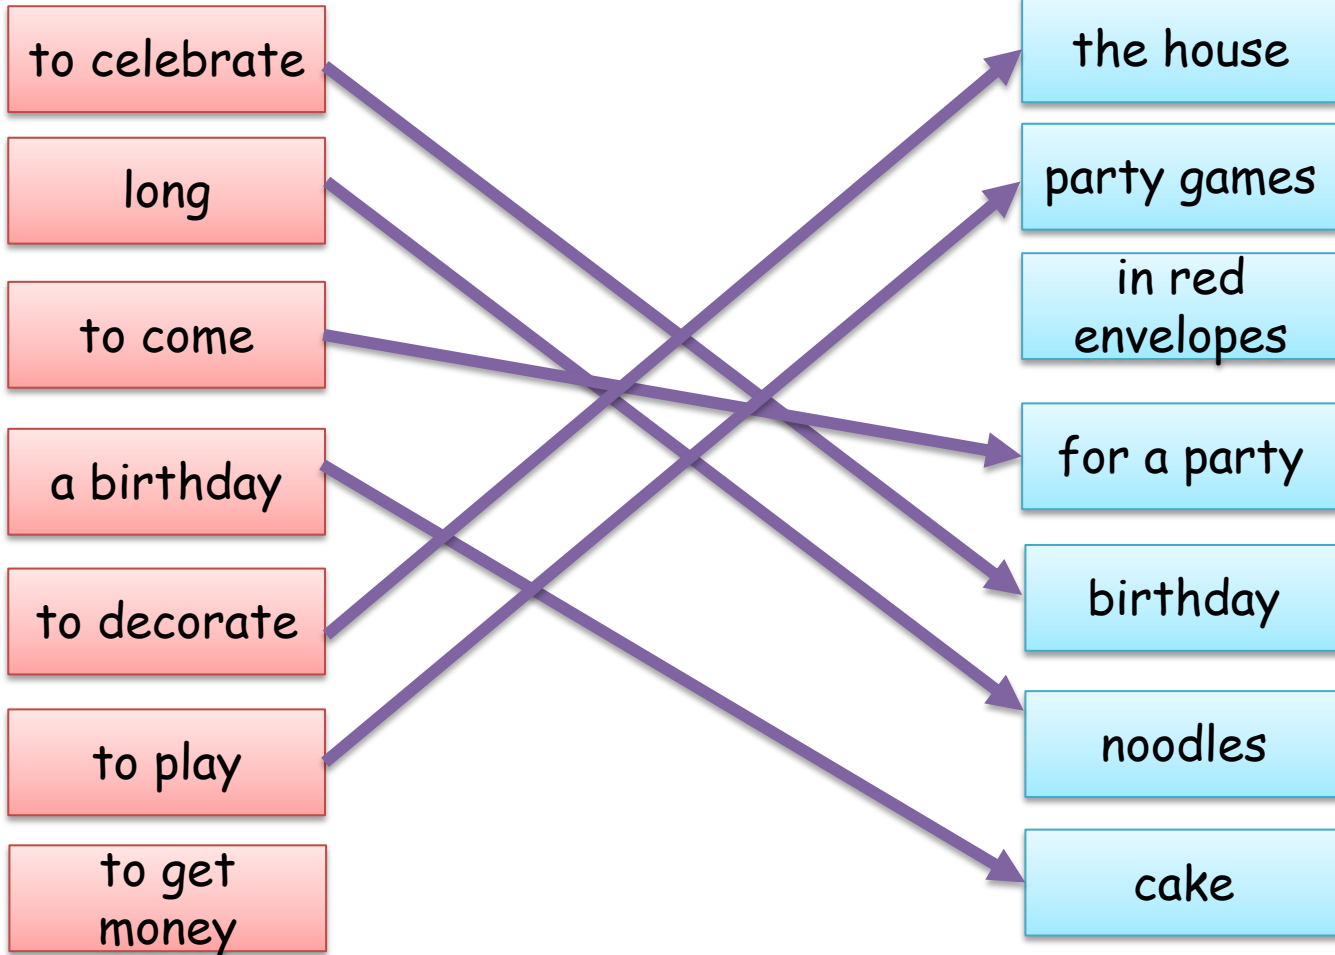 to celebrate
long
to come
a birthday
to decorate
to play
to get
money
the house
party games
in red
envelopes
for a party
birthday
noodles
cake